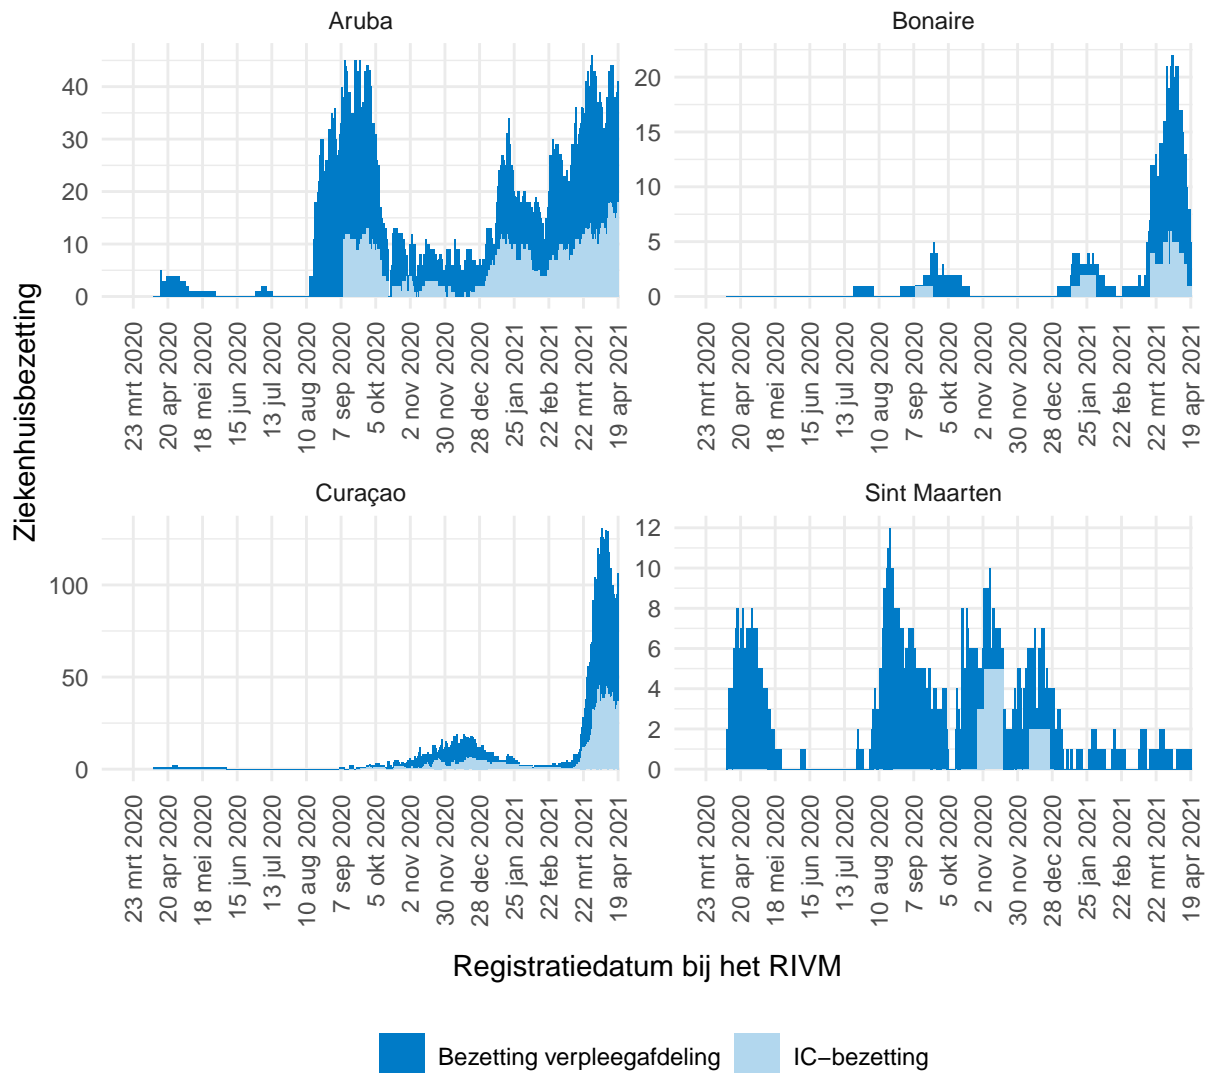 Aruba
Bonaire
40
30
20
10
0
20
15
10
5
0
23 mrt 2020
20 apr 2020
18 mei 2020
15 jun 2020
13 jul 2020
10 aug 2020
7 sep 2020
5 okt 2020
2 nov 2020
30 nov 2020
28 dec 2020
25 jan 2021
22 feb 2021
22 mrt 2021
19 apr 2021
23 mrt 2020
20 apr 2020
18 mei 2020
15 jun 2020
13 jul 2020
10 aug 2020
7 sep 2020
5 okt 2020
2 nov 2020
30 nov 2020
28 dec 2020
25 jan 2021
22 feb 2021
22 mrt 2021
19 apr 2021
Ziekenhuisbezetting
Curaçao
Sint Maarten
100
50
0
12
10
8
6
4
2
0
23 mrt 2020
20 apr 2020
18 mei 2020
15 jun 2020
13 jul 2020
10 aug 2020
7 sep 2020
5 okt 2020
2 nov 2020
30 nov 2020
28 dec 2020
25 jan 2021
22 feb 2021
22 mrt 2021
19 apr 2021
23 mrt 2020
20 apr 2020
18 mei 2020
15 jun 2020
13 jul 2020
10 aug 2020
7 sep 2020
5 okt 2020
2 nov 2020
30 nov 2020
28 dec 2020
25 jan 2021
22 feb 2021
22 mrt 2021
19 apr 2021
Registratiedatum bij het RIVM
Bezetting verpleegafdeling
IC−bezetting